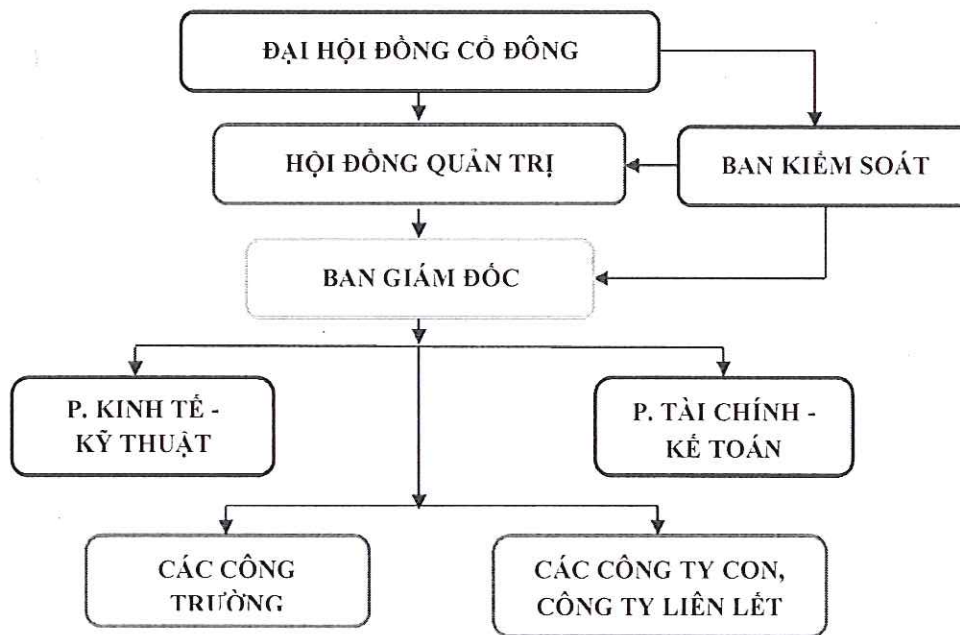 ĐẠI HỘI ĐỒNG CỔ ĐÔNG
HỘI ĐỒNG QUẢN TRỊ
BAN KIỂM SOÁT
BAN GIÁM ĐỐC
P. KINH TẾ -
KỸ THUẬT
P. TÀI CHÍNH -
KẾ TOÁN
CÁC CÔNG
TRƯỜNG
CÁC CÔNG TY CON,
CÔNG TY LIÊN LẾT